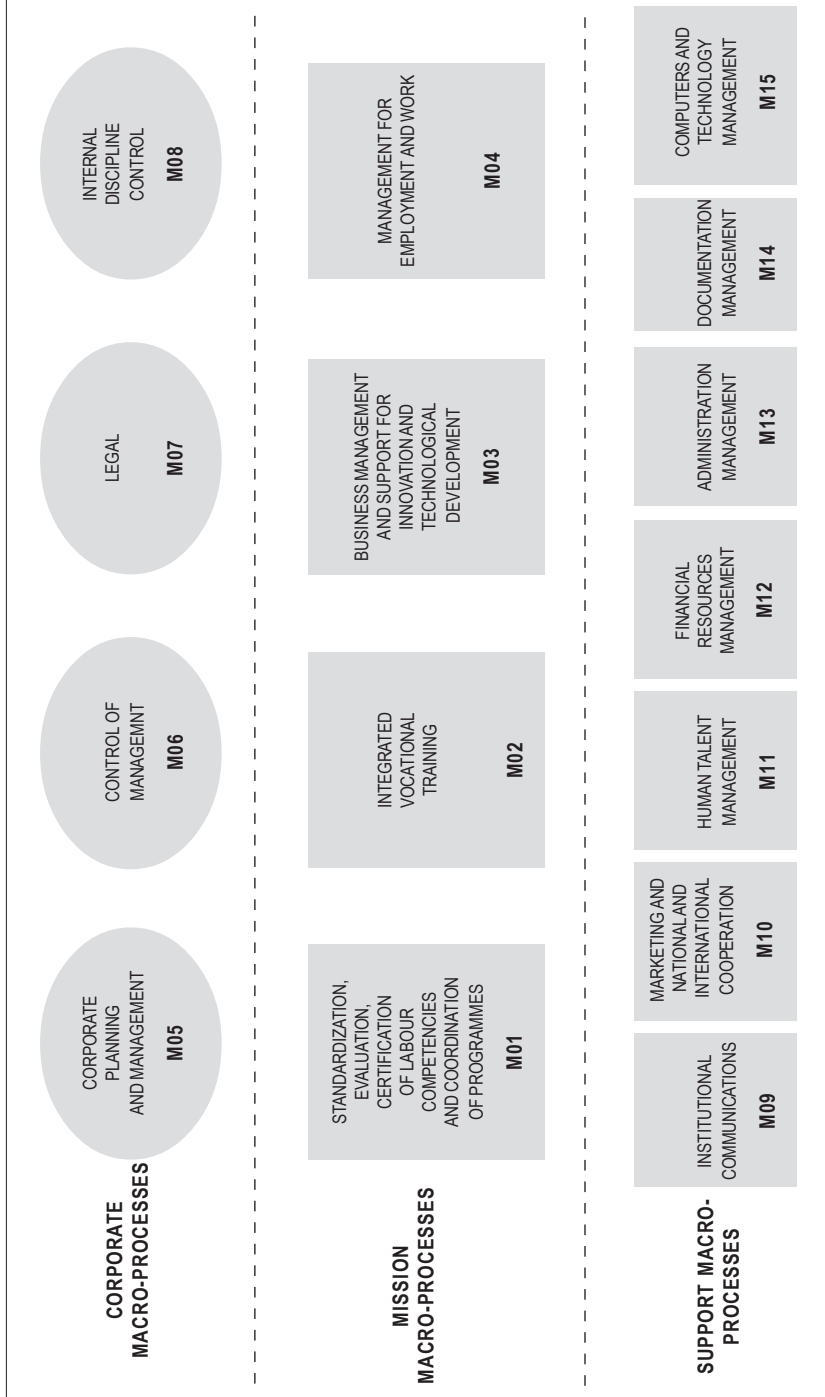 CORPORATE
MACRO-PROCESSES
CORPORATE
PLANNING
AND MANAGEMENT
M05
CONTROL OF
MANAGEMNT
M06
LEGAL
M07
INTERNAL
DISCIPLINE
CONTROL
M08
MISSION
MACRO-PROCESSES
STANDARDIZATION,
EVALUATION,
CERTIFICATION
OF LABOUR
COMPETENCIES
AND COORDINATION
OF PROGRAMMES
M01
INTEGRATED
VOCATIONAL
TRAINING
M02
BUSINESS MANAGEMENT
AND SUPPORT FOR
INNOVATION AND
TECHNOLOGICAL
DEVELOPMENT
M03
MANAGEMENT FOR
EMPLOYMENT AND WORK
M04
SUPPORT MACRO-
PROCESSES
INSTITUTIONAL
COMMUNICATIONS
M09
MARKETING AND
NATIONAL AND
INTERNATIONAL
COOPERATION
M10
HUMAN TALENT
MANAGEMENT
M11
FINANCIAL
RESOURCES
MANAGEMENT
M12
ADMINISTRATION
MANAGEMENT
M13
DOCUMENTATION
MANAGEMENT
M14
COMPUTERS AND
TECHNOLOGY
MANAGEMENT
M15